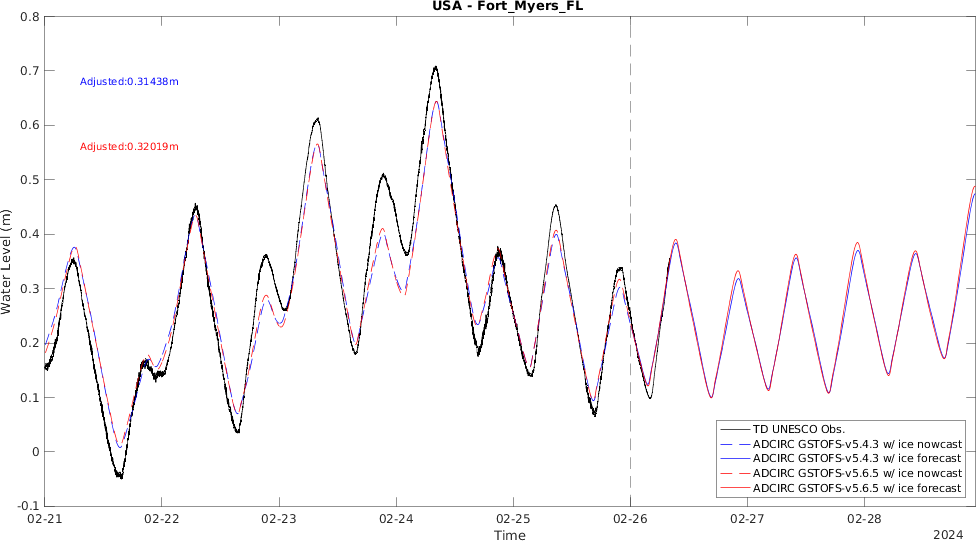 USA - Fort_Myers_FL
0.8
0.7
0.6
0.5
0.4
0.3
0.2
0.1
0
-0.1
Water Level (m)
Adjusted:0.31438m
Adjusted:0.32019m
TD UNESCO Obs.
ADCIRC GSTOFS-v5.4.3 w/ ice nowcast
ADCIRC GSTOFS-v5.4.3 w/ ice forecast
ADCIRC GSTOFS-v5.6.5 w/ ice nowcast
ADCIRC GSTOFS-v5.6.5 w/ ice forecast
02-21 02-22 02-23 02-24 02-25 02-26 02-27 02-28
Time
2024